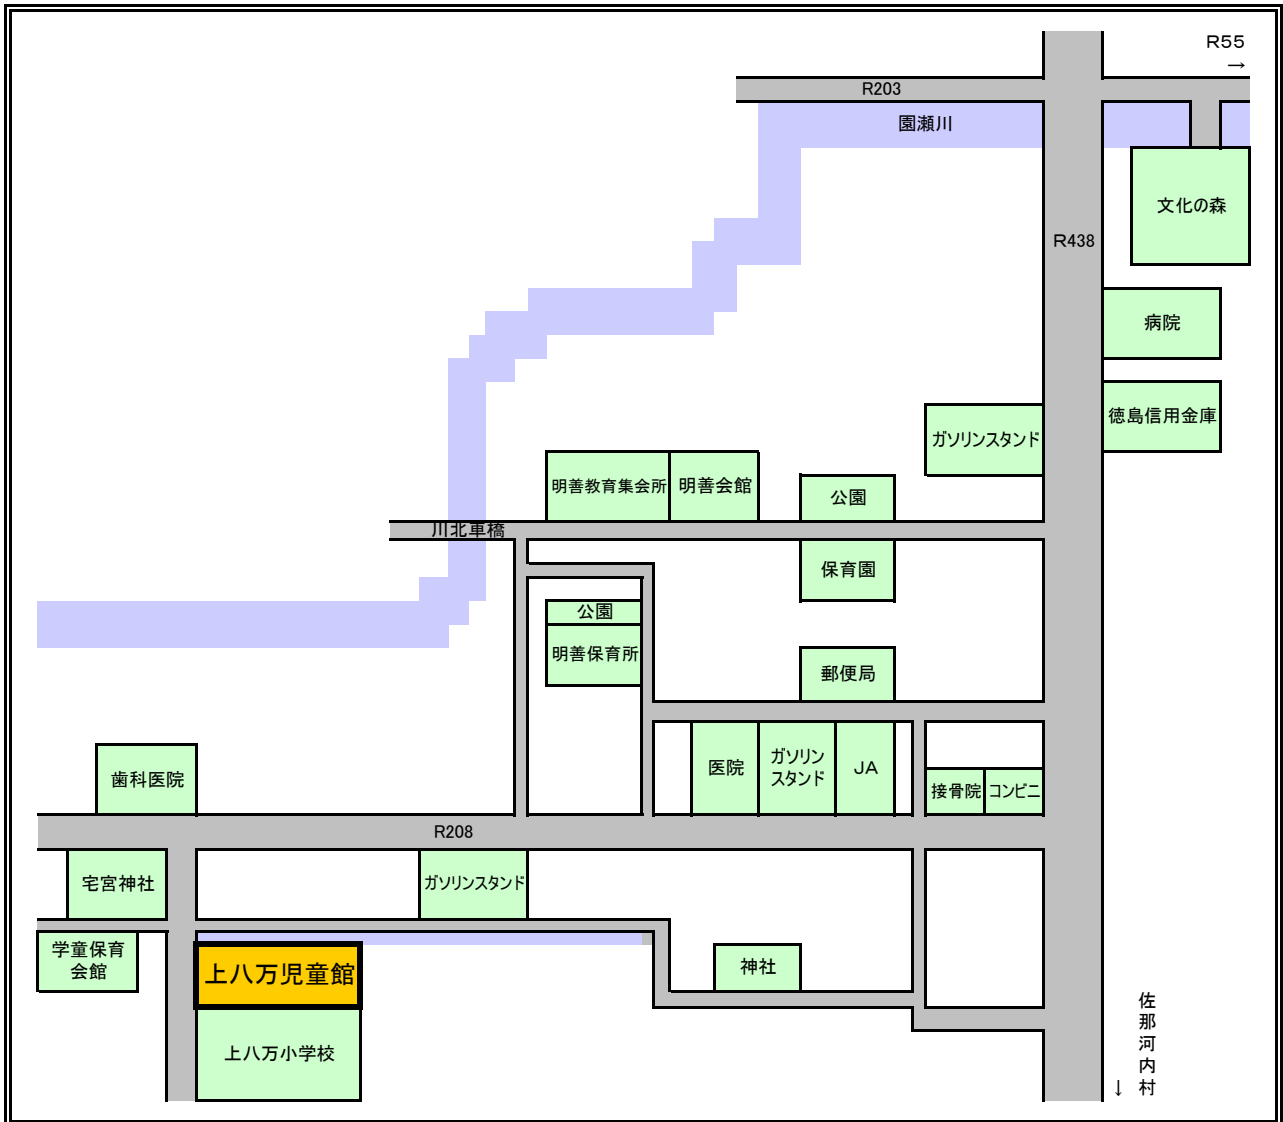 R55
→
R203
園瀬川
文化の森
R438
病院
徳島信用金庫
ガソリンスタンド
明善教育集会所
明善会館
公園
川北車橋
保育園
公園
明善保育所
郵便局
歯科医院
医院
ガソリン
スタンド
JA
接骨院
コンビニ
R208
宅宮神社
ガソリンスタンド
学童保育
会館
上八万児童館
神社
上八万小学校
佐那河内村
↓